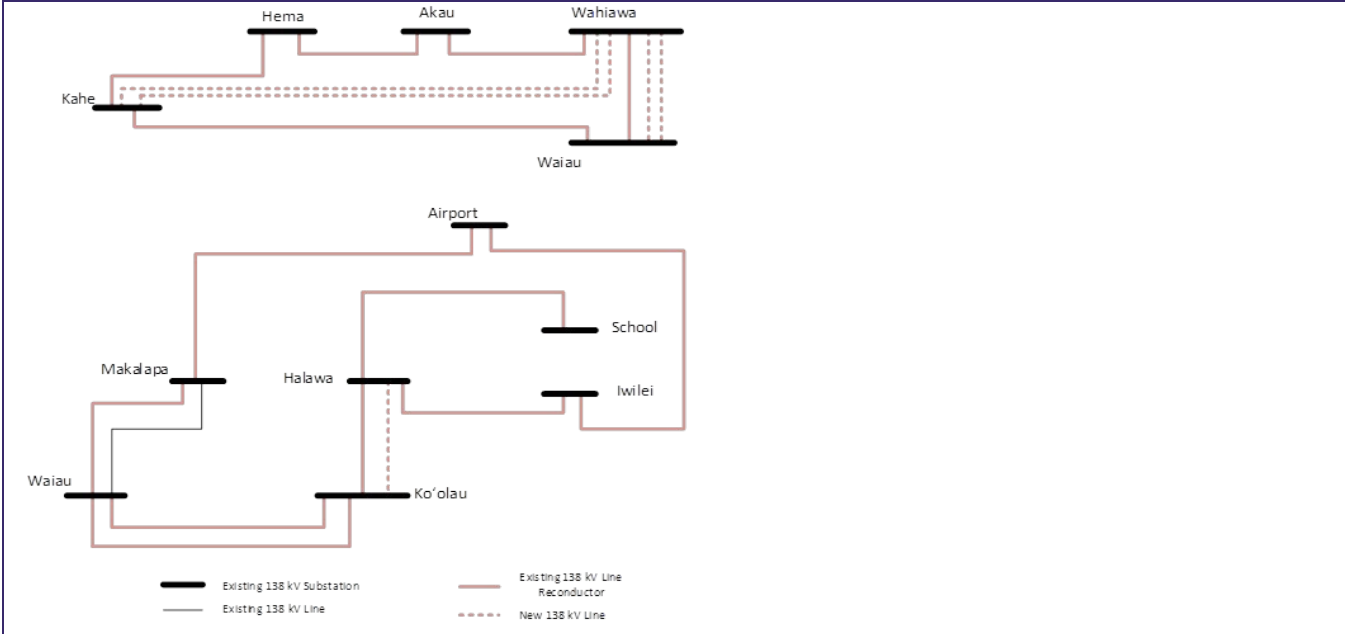 Hema
Akau
Wahiawa
Kahe
Waiau
Airport
School
Makalapa
Halawa
Iwilei
Waiau
Ko‘olau
Existing 138 kV Substation
Existing 138 kV Line
Existing 138 kV Line
Reconductor
New 138 kV Line